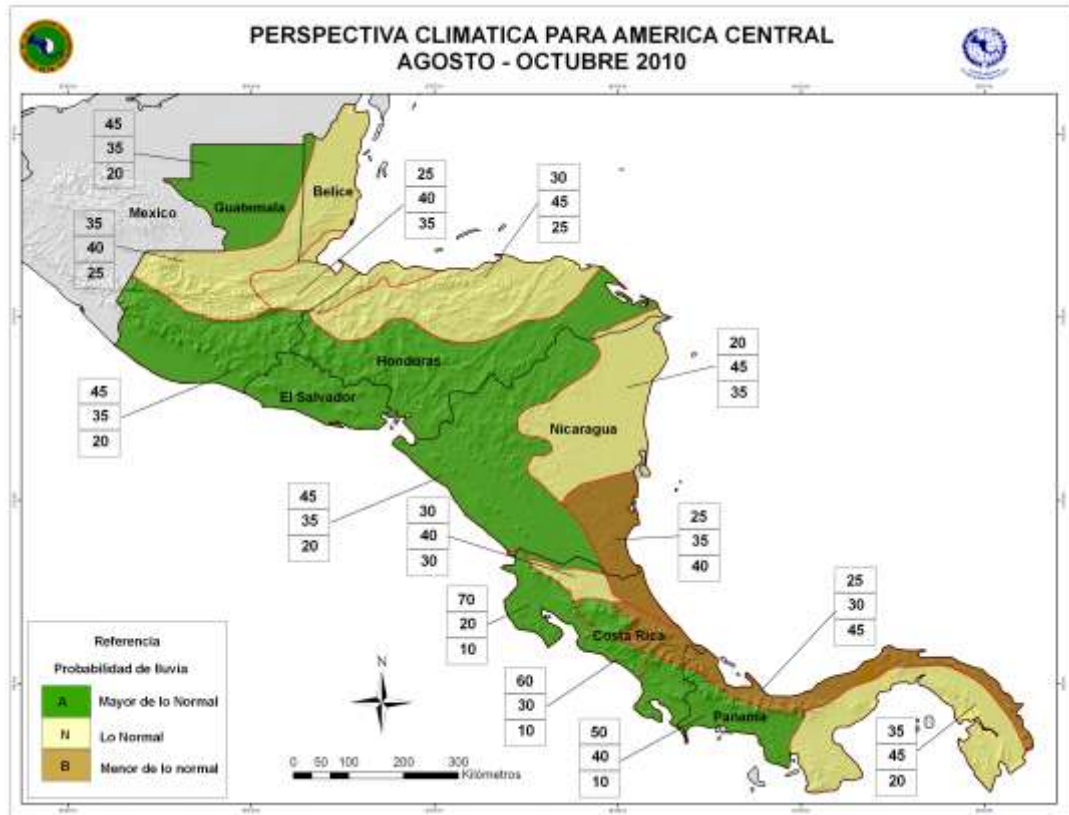 PERSPECTIVA CLIMATICA PARA AMERICA CENTRAL
AGOSTO - OCTUBRE 2010
45
35
20
Mexico
Guatemala
Belice
25
40
35
30
45
25
35
40
25
Honduras
El Salvador
Nicaragua
20
45
35
45
35
20
45
35
20
30
40
30
25
35
40
70
20
10
Costa Rica
25
30
45
60
30
10
Panama
50
40
10
35
45
20
Referencia
Probabilidad de lluvia
A Mayor de lo Normal
N Lo Normal
B Menor de lo normal
N
0 50 100 200 300
Kilómetros